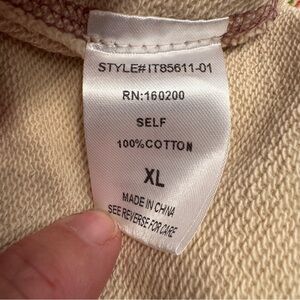 STYLE#IT85611-01
RN:160200
SELF
100%COTTON
XL
MADE IN CHINA
SEE REVERSE FOR CARE